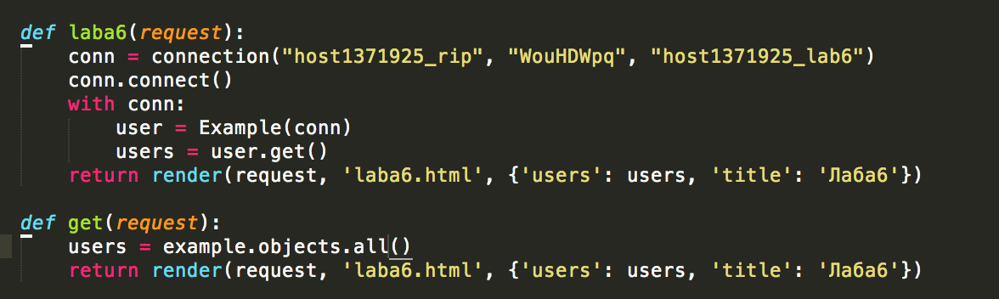 def laba6(request):
    conn = connection("host1371925_rip", "WouHDWpq", "host1371925_lab6")
    conn.connect()
    with conn:
        user = Example(conn)
        users = user.get()
    return render(request, 'laba6.html', {'users': users, 'title': 'Лаба6'})

def get(request):
    users = example.objects.all()
    return render(request, 'laba6.html', {'users': users, 'title': 'Лаба6'})